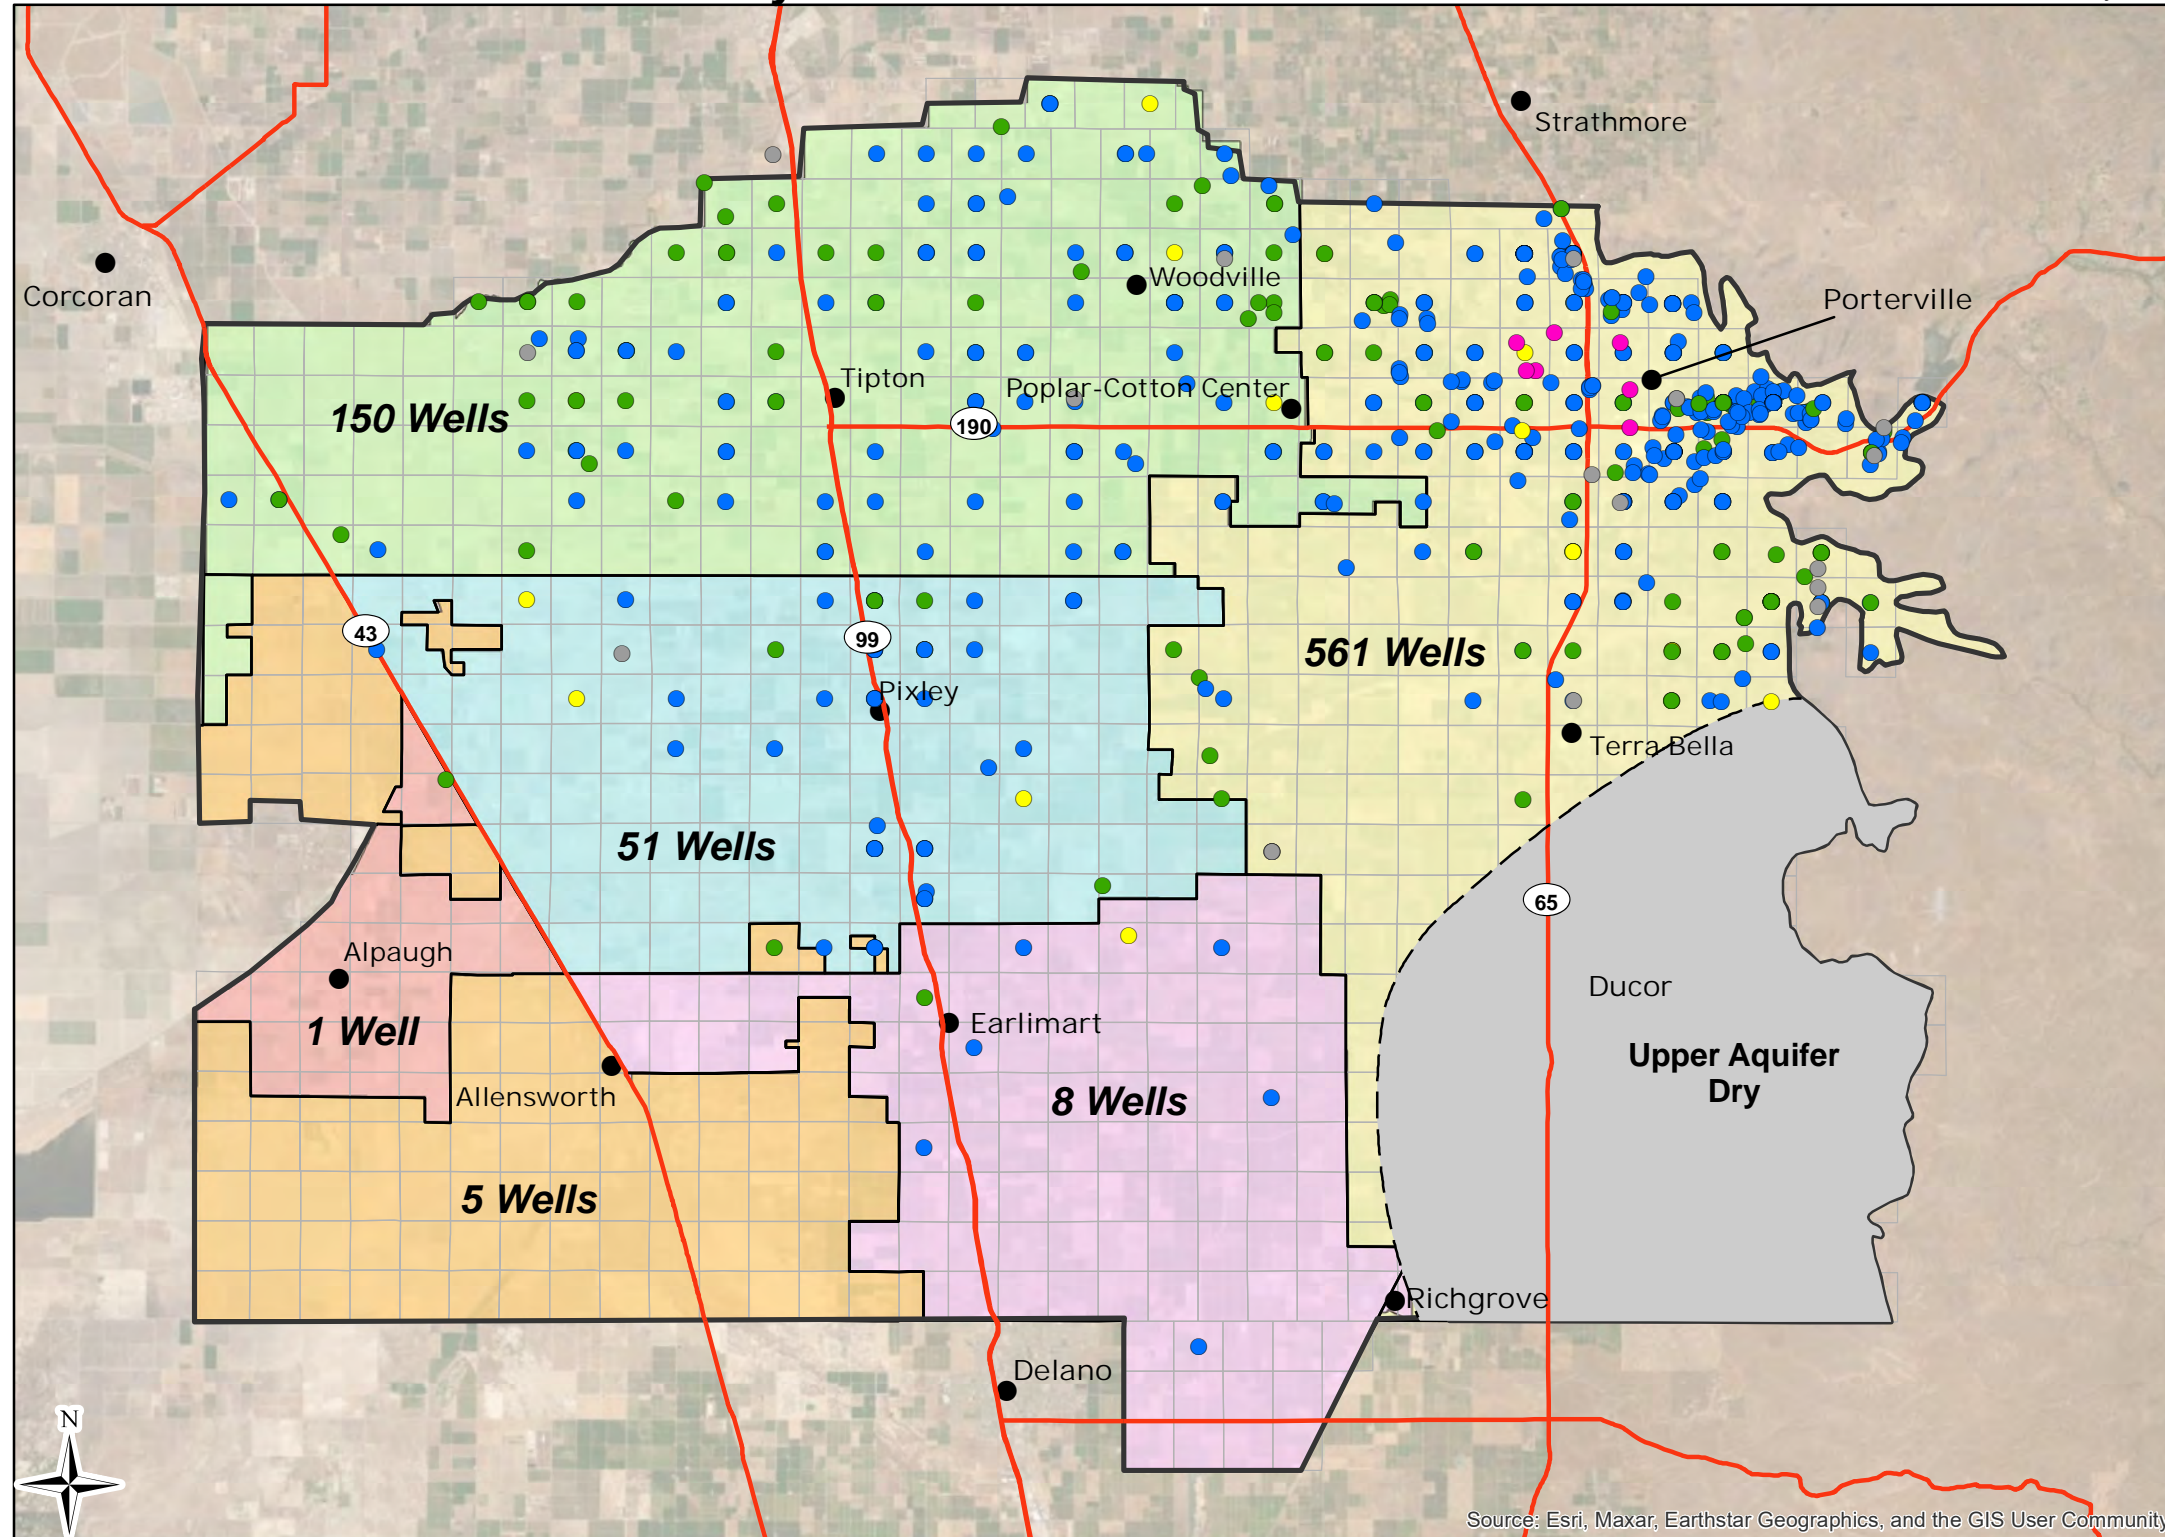 Strathmore
Corcoran
Woodville
Porterville
Tipton
Poplar-Cotton Center
150 Wells
190
43
99
561 Wells
Pixley
Terra Bella
51 Wells
65
Alpaugh
Ducor
1 Well
Earlimart
Upper Aquifer
Dry
Allensworth
8 Wells
5 Wells
Richgrove
Delano
N
Source: Esri, Maxar, Earthstar Geographics, and the GIS User Community